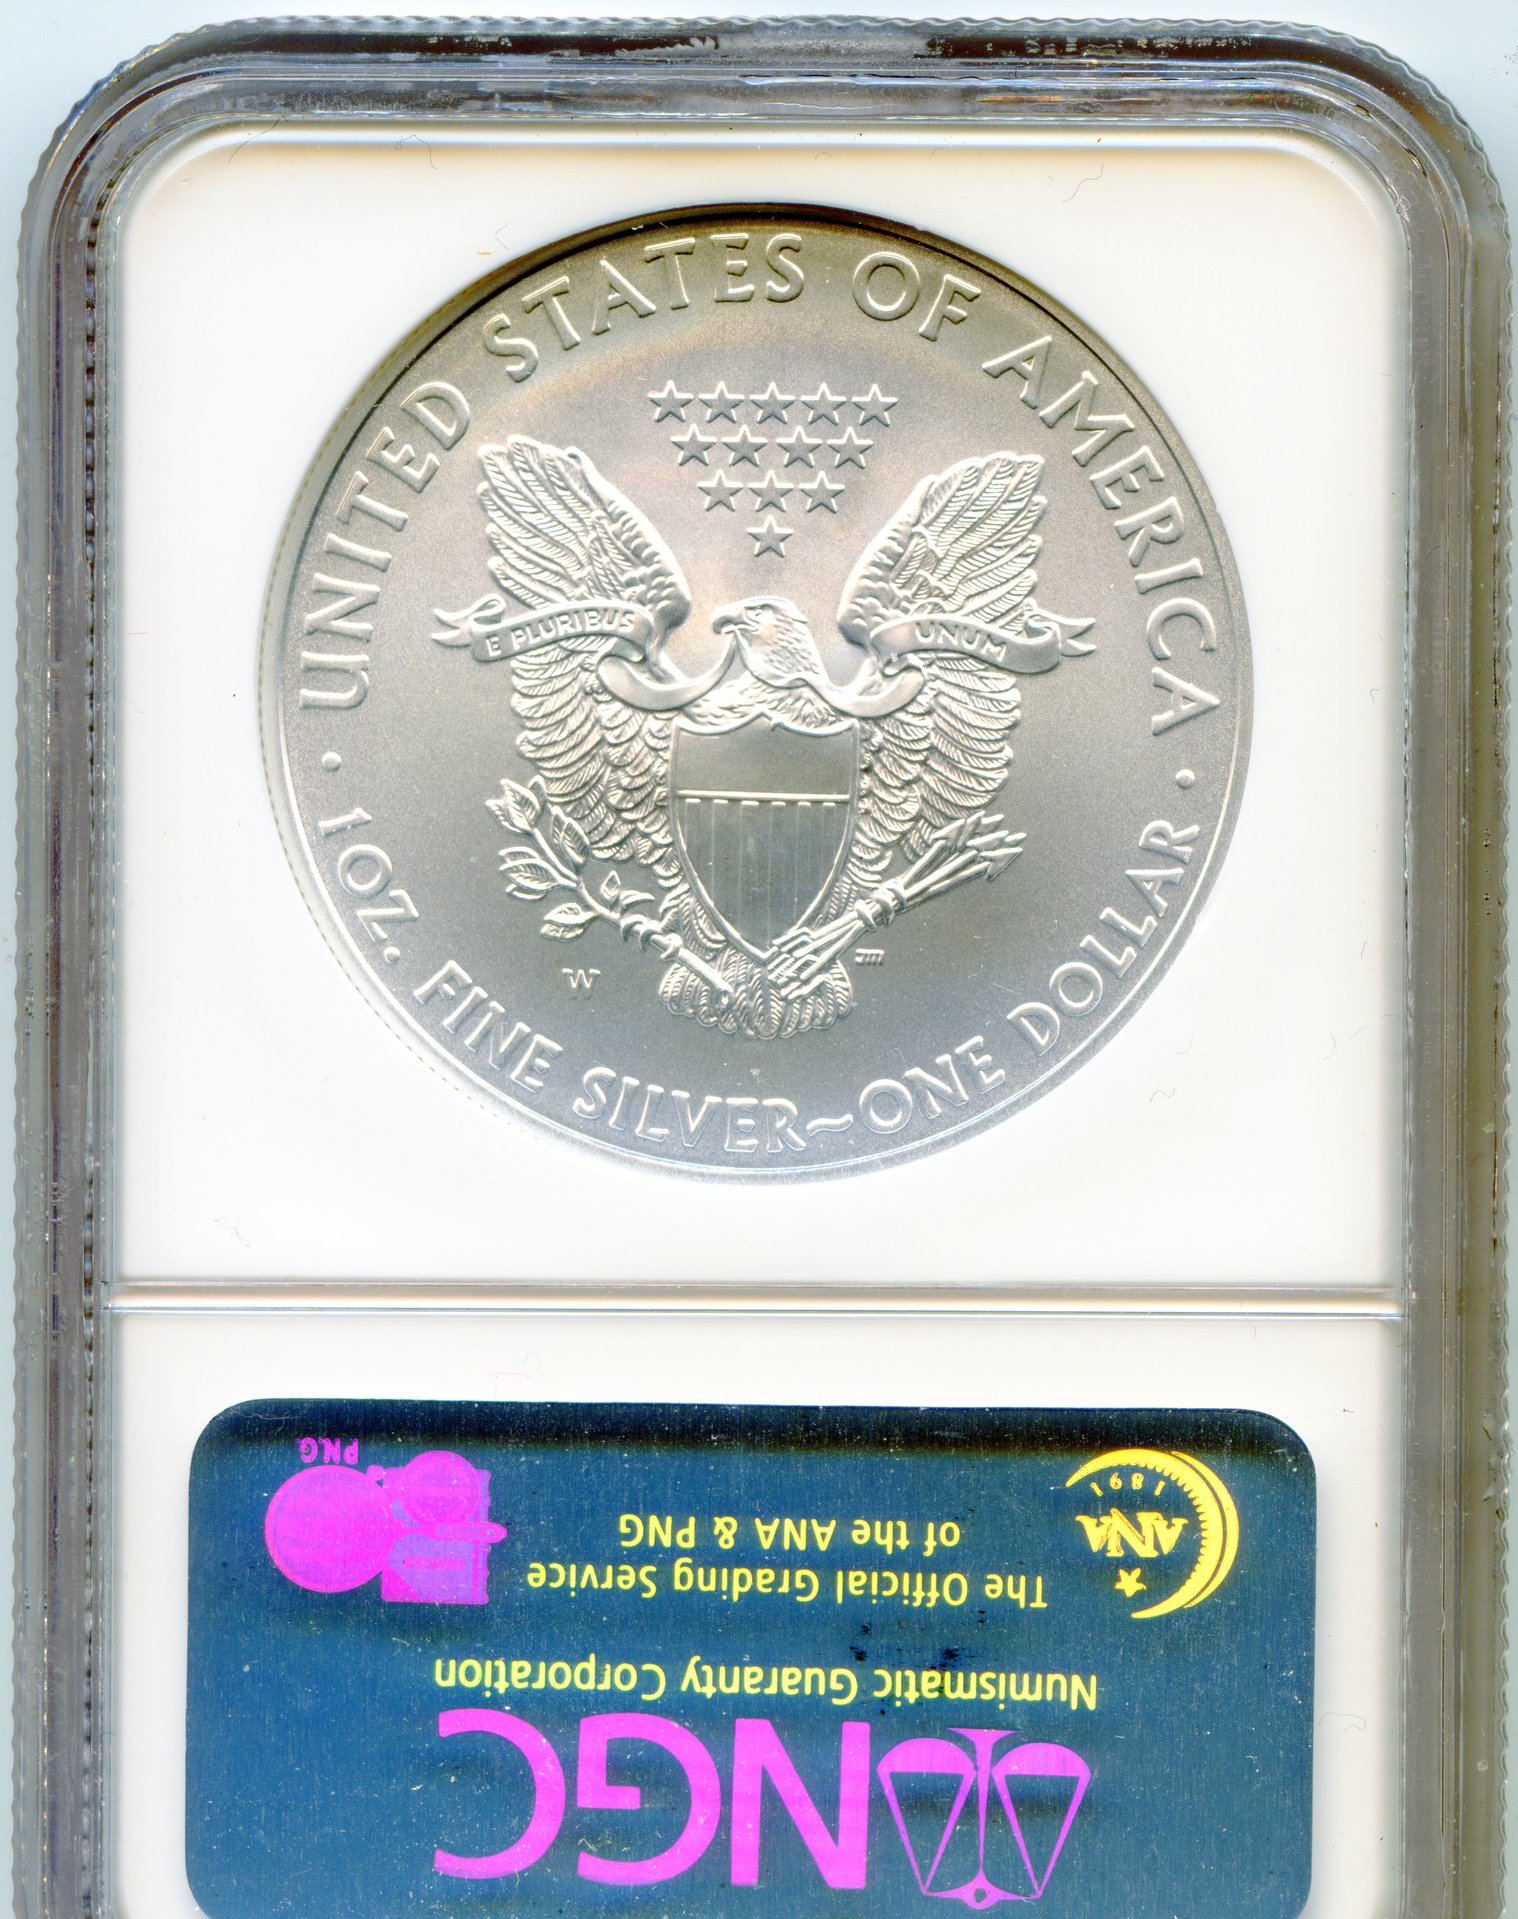 UNITED STATES OF AMERICA
E PLURIBUS
UNUM
W
JM
· 1 OZ. FINE SILVER~ONE DOLLAR ·
NGC
Numismatic Guaranty Corporation
The Official Grading Service
of the ANA & PNG
ANA
1891
PNG